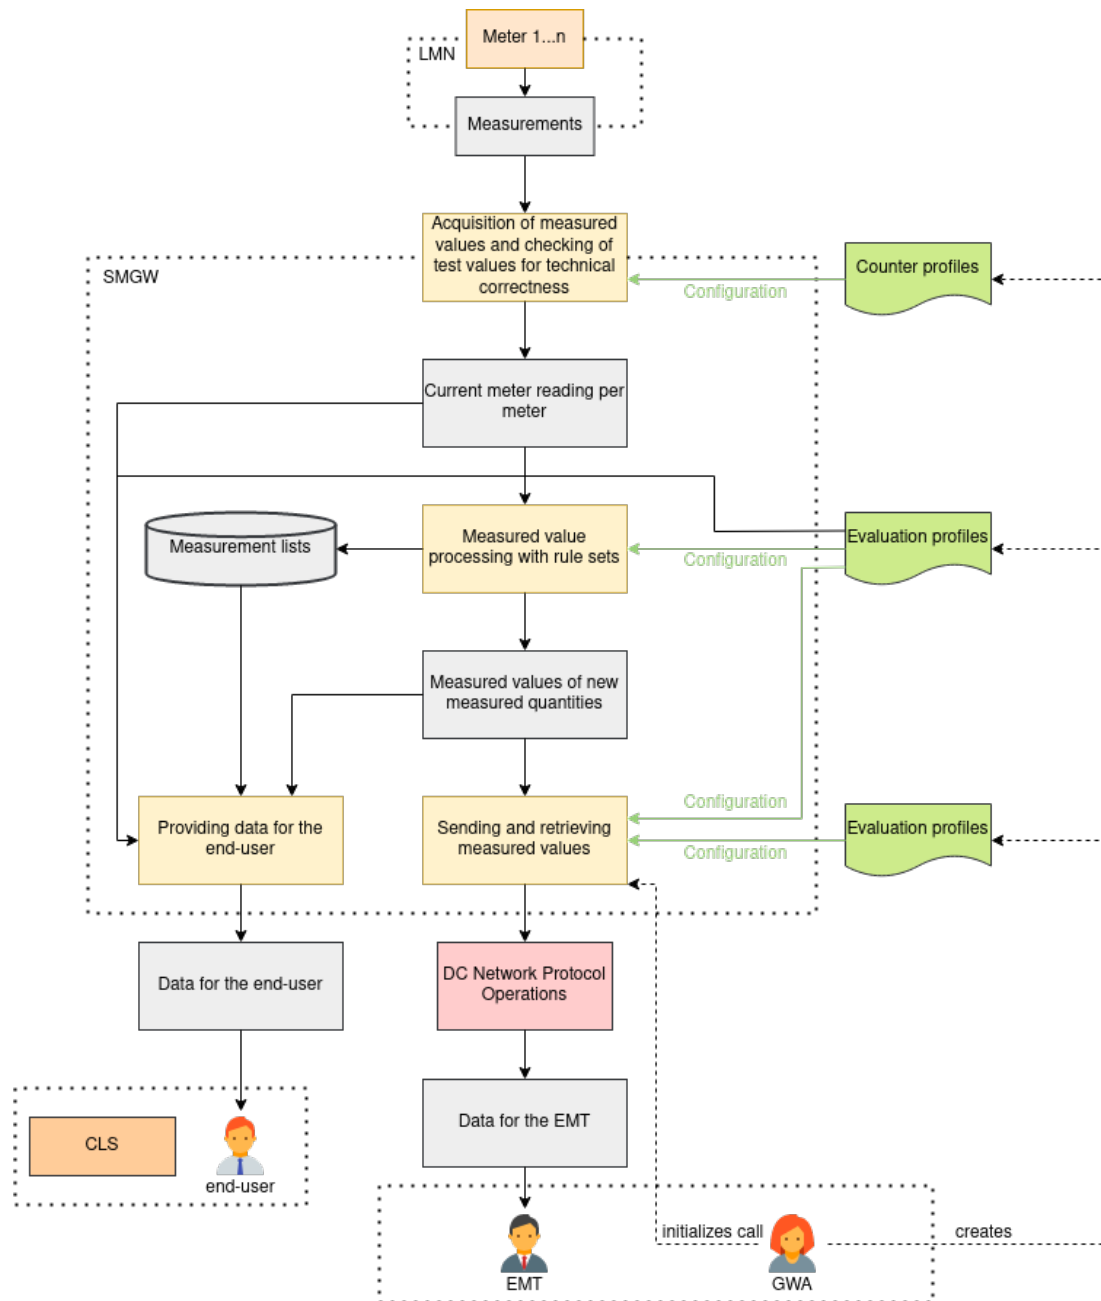 Meter 1...n
LMN
Measurements
Acquisition of measured
values and checking of
test values for technical
correctness
SMGW
Counter profiles
Configuration
Current meter reading per
meter
Measurement lists
Measured value
processing with rule sets
Evaluation profiles
Configuration
Measured values of new
measured quantities
Configuration
Providing data for the
end-user
Sending and retrieving
measured values
Evaluation profiles
Configuration
Data for the end-user
DC Network Protocol
Operations
Data for the EMT
CLS
end-user
initializes call
creates
EMT
GWA